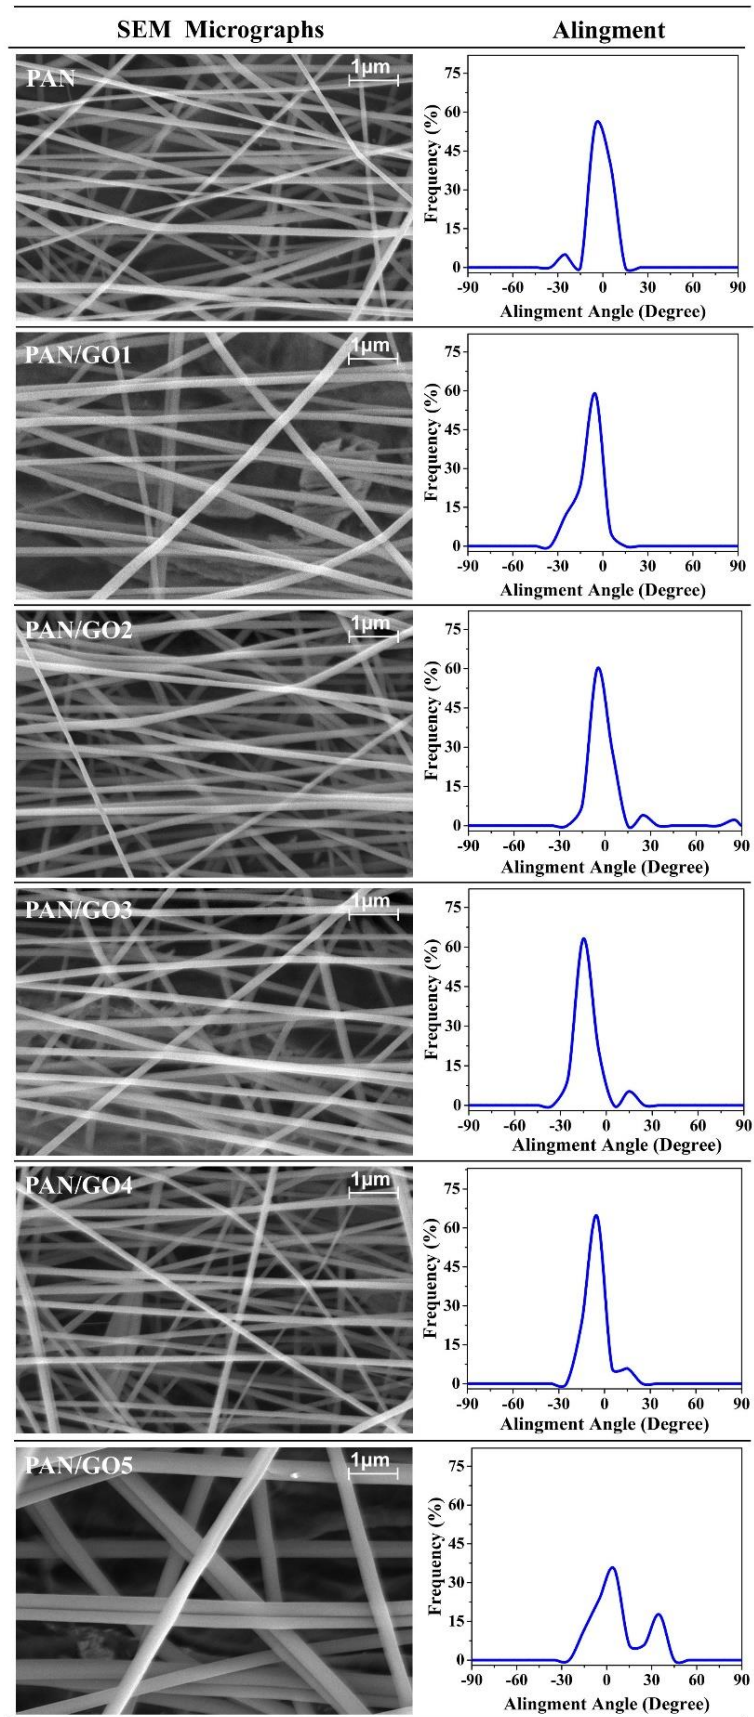 SEM Micrographs Alingment
PAN
1μm
75
60
45
30
15
0
Frequency (%)
-90 -60 -30 0 30 60 90
Alingment Angle (Degree)
PAN/GO1
1μm
75
60
45
30
15
0
Frequency (%)
-90 -60 -30 0 30 60 90
Alingment Angle (Degree)
PAN/GO2
1μm
75
60
45
30
15
0
Frequency (%)
-90 -60 -30 0 30 60 90
Alingment Angle (Degree)
PAN/GO3
1μm
75
60
45
30
15
0
Frequency (%)
-90 -60 -30 0 30 60 90
Alingment Angle (Degree)
PAN/GO4
1μm
75
60
45
30
15
0
Frequency (%)
-90 -60 -30 0 30 60 90
Alingment Angle (Degree)
PAN/GO5
1μm
75
60
45
30
15
0
Frequency (%)
-90 -60 -30 0 30 60 90
Alingment Angle (Degree)